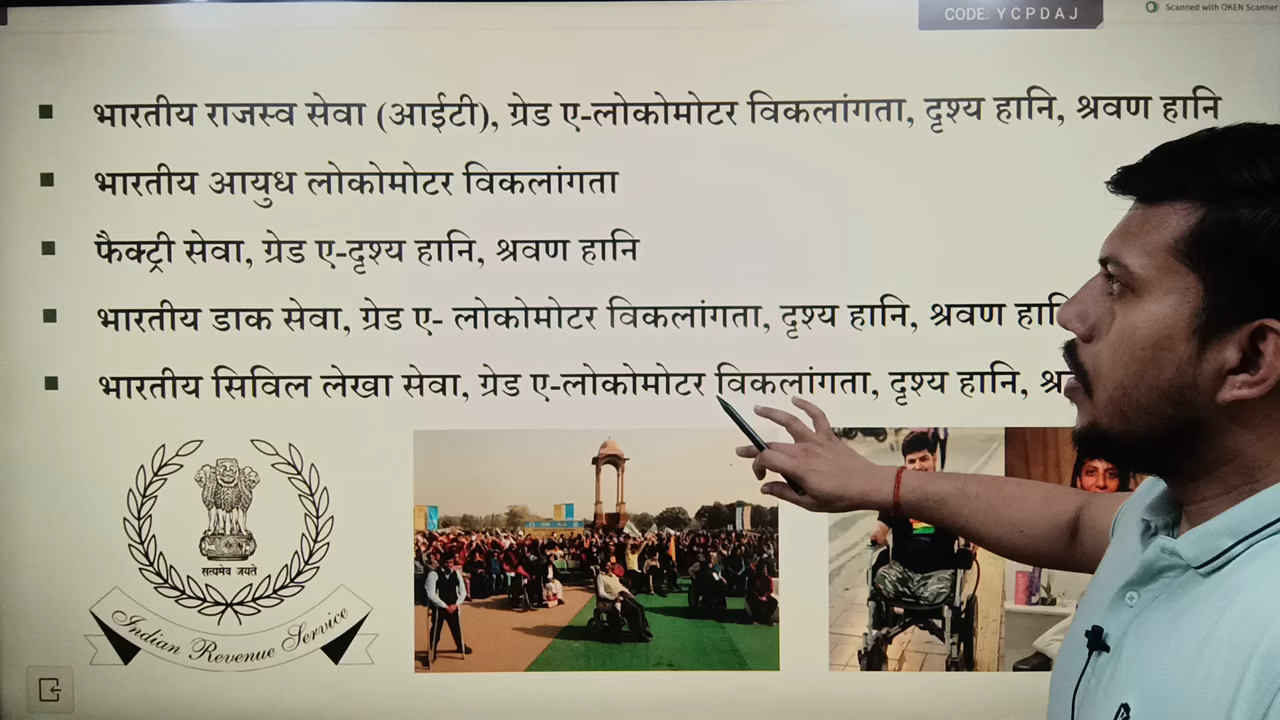 CODE: Y C P D A J
Scanned with OKEN Scanner
▪ भारतीय राजस्व सेवा (आईटी), ग्रेड ए-लोकोमोटर विकलांगता, दृश्य हानि, श्रवण हानि
▪ भारतीय आयुध लोकोमोटर विकलांगता
▪ फैक्ट्री सेवा, ग्रेड ए-दृश्य हानि, श्रवण हानि
▪ भारतीय डाक सेवा, ग्रेड ए- लोकोमोटर विकलांगता, दृश्य हानि, श्रवण
▪ भारतीय सिविल लेखा सेवा, ग्रेड ए-लोकोमोटर विकलांगता, दृश्य हानि,
सत्यमेव जयते
Indian Revenue Service